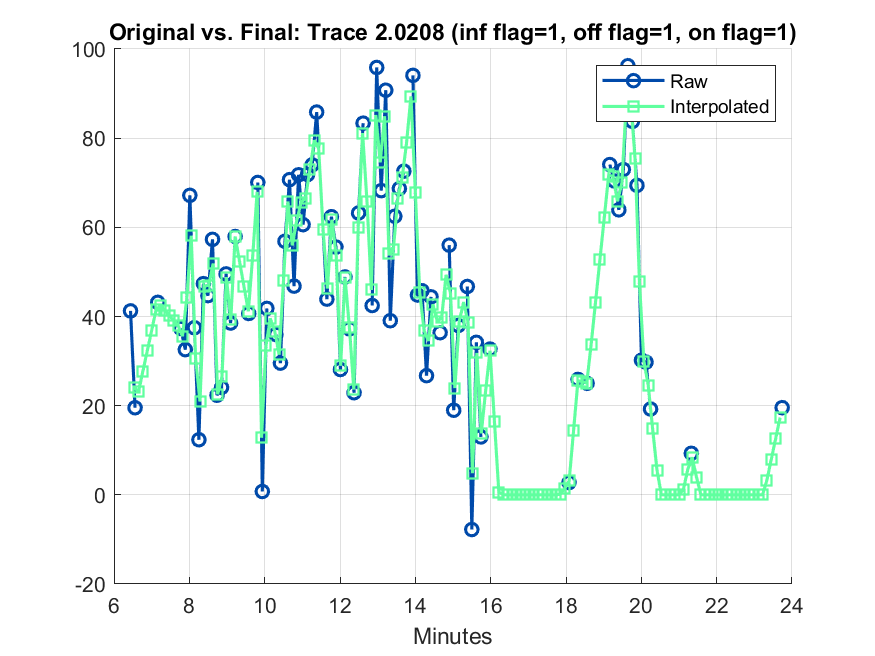 Original vs. Final: Trace 2.0208 (inf flag=1, off flag=1, on flag=1)
100
80
60
40
20
0
-20
Raw
Interpolated
6 8 10 12 14 16 18 20 22 24
Minutes